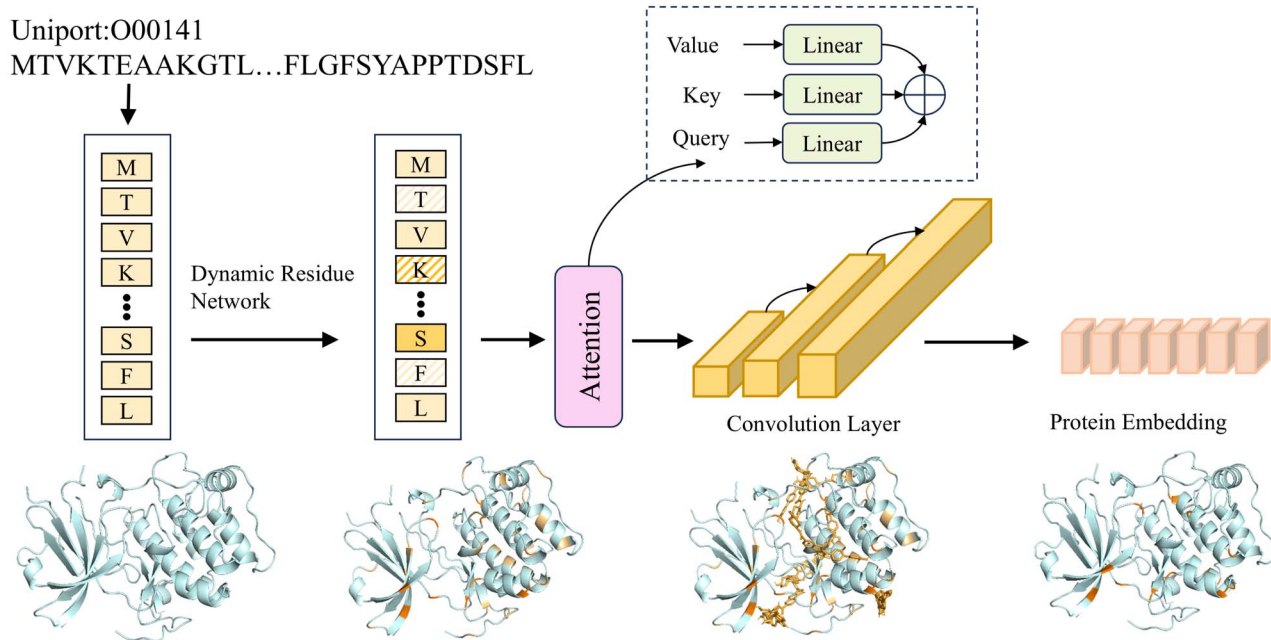 Uniport:O00141
MTVKTEAAKGTL...FLGFSYAPPTDSFL
Value
Linear
Key
Linear
Query
Linear
M
T
V
K
S
F
L
Dynamic Residue
Network
M
T
V
K
S
F
L
Attention
Convolution Layer
Protein Embedding